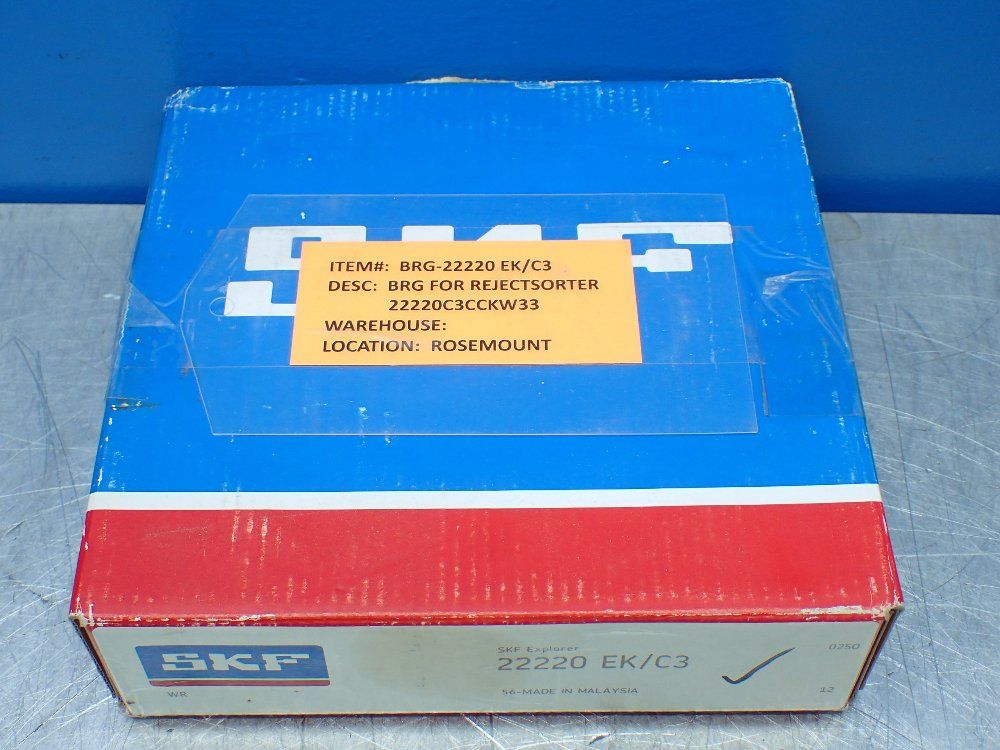 SKF
ITEM#: BRG-22220 EK/C3
DESC: BRG FOR REJECTSORTER
22220C3CCKW33
WAREHOUSE:
LOCATION: ROSEMOUNT
SKF
WR
SKF Explorer
22220 EK/C3
56-MADE IN MALAYSIA
0250
12